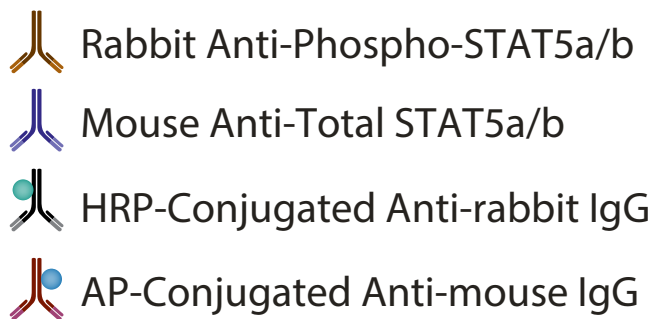 Rabbit Anti-Phospho-STAT5a/b
Mouse Anti-Total STAT5a/b
HRP-Conjugated Anti-rabbit IgG
AP-Conjugated Anti-mouse IgG